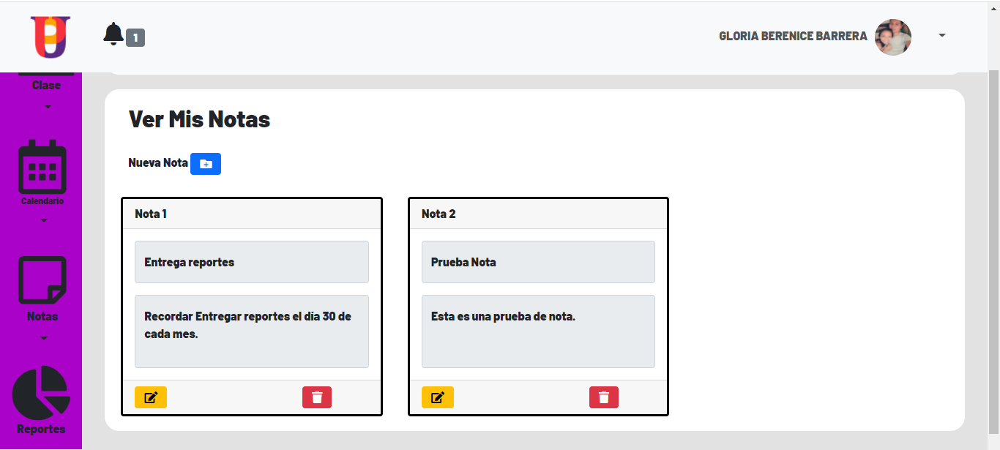 1
GLORIA BERENICE BARRERA
Clase
Calendario
Notas
Reportes
Ver Mis Notas
Nueva Nota
Nota 1
Entrega reportes
Recordar Entregar reportes el día 30 de
cada mes.
Nota 2
Prueba Nota
Esta es una prueba de nota.